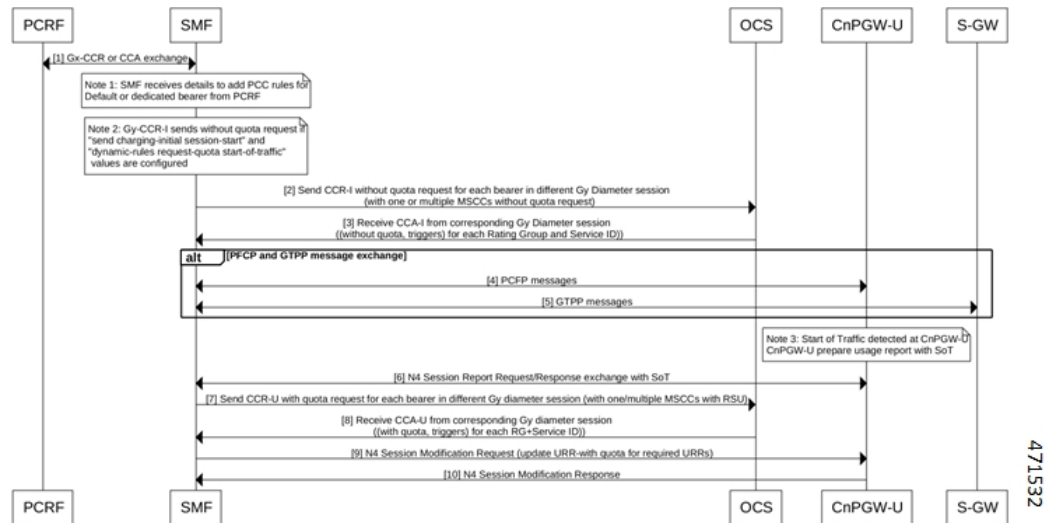 PCRF SMF OCS CnPGW-U S-GW
[1] Gx-CCR or CCA exchange
Note 1: SMF receives details to add PCC rules for
Default or dedicated bearer from PCRF
Note 2: Gy-CCR-I sends without quota request if
"send charging-initial session-start" and
"dynamic-rules request-quota start-of-traffic"
values are configured
[2] Send CCR-I without quota request for each bearer in different Gy Diameter session
(with one or multiple MSCCs without quota request)
[3] Receive CCA-I from corresponding Gy Diameter session
((without quota, triggers) for each Rating Group and Service ID))
alt [PFCP and GTPP message exchange]
[4] PCFP messages
[5] GTPP messages
Note 3: Start of Traffic detected at CnPGW-U
CnPGW-U prepare usage report with SoT
[6] N4 Session Report Request/Response exchange with SoT
[7] Send CCR-U with quota request for each bearer in different Gy diameter session (with one/multiple MSCCs with RSU)
[8] Receive CCA-U from corresponding Gy diameter session
((with quota, triggers) for each RG+Service ID))
[9] N4 Session Modification Request (update URR-with quota for required URRs)
[10] N4 Session Modification Response
PCRF SMF OCS CnPGW-U S-GW
471532